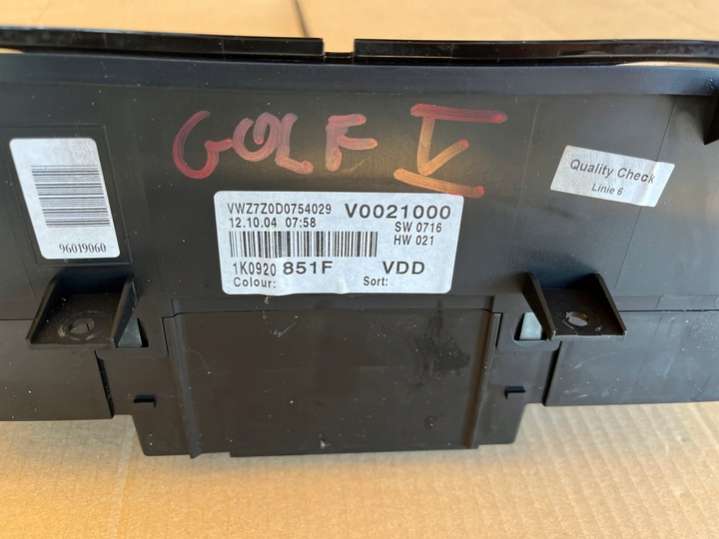 GOLF V
96019060
VWZ7Z0D0754029 V0021000
12.10.04 07:58 SW 0716
HW 021
1K0920 851F VDD
Colour: Sort:
Quality Check
Linie 6